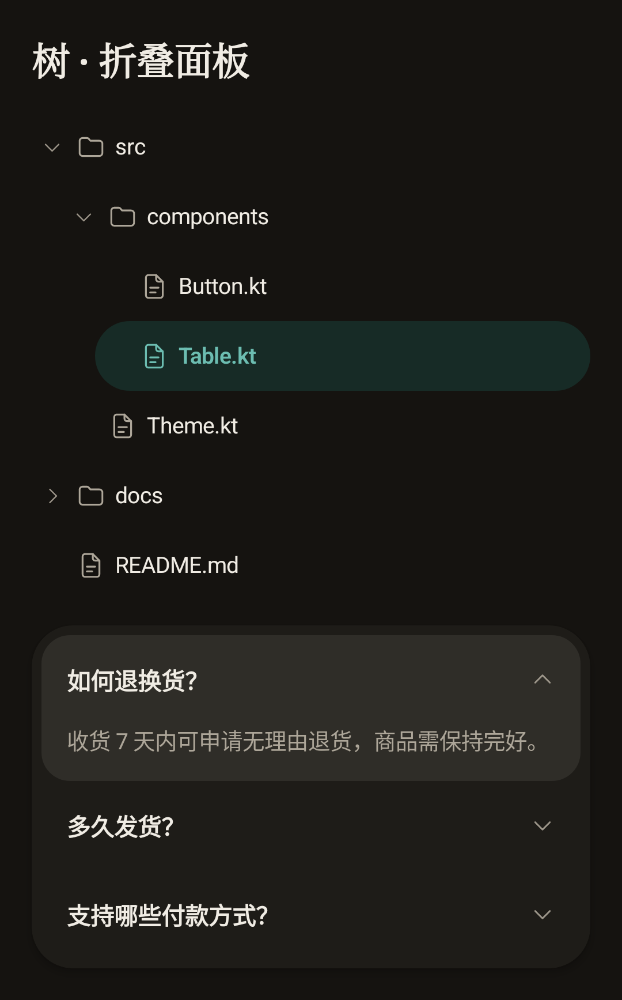 树 · 折叠面板
src
components
Button.kt
Table.kt
Theme.kt
docs
README.md
如何退换货？
收货 7 天内可申请无理由退货，商品需保持完好。
多久发货？
支持哪些付款方式？